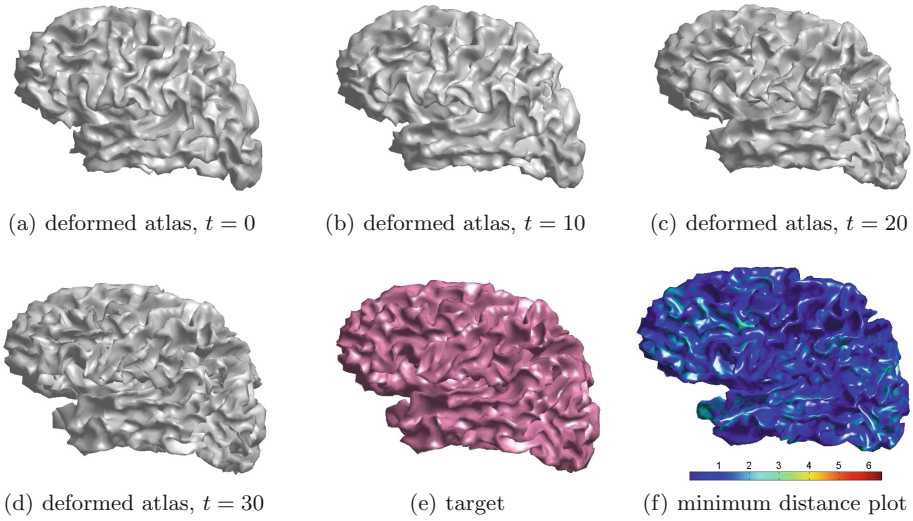 (a) deformed atlas, t = 0
(b) deformed atlas, t = 10
(c) deformed atlas, t = 20
1 2 3 4 5 6
(d) deformed atlas, t = 30
(e) target
(f) minimum distance plot